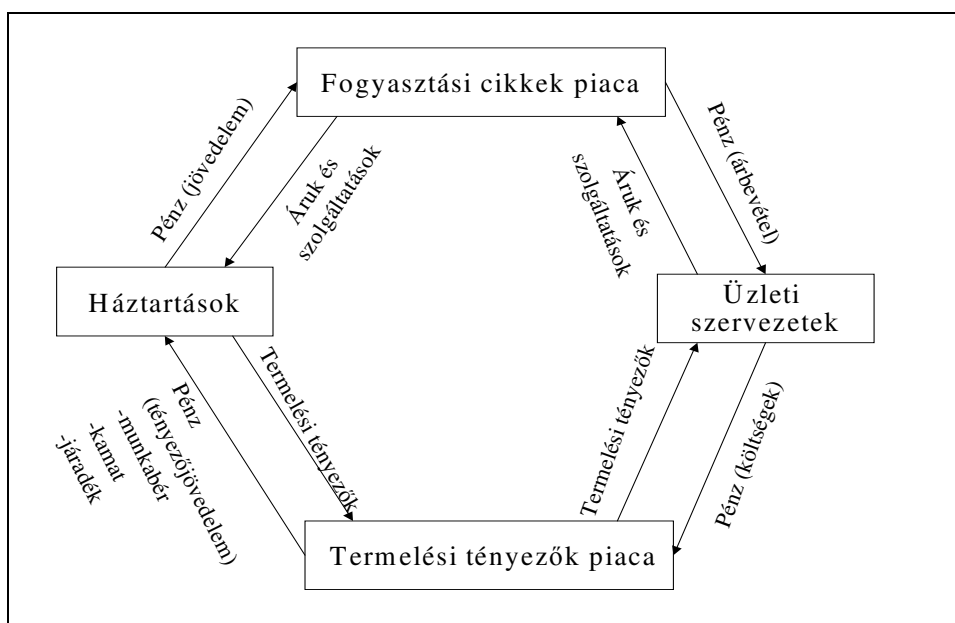 Fogyasztási cikkek piaca
Pénz (jövedelem)
Áruk és
szolgáltatások
Áruk és
szolgáltatások
Pénz (árbevétel)
Háztartások
Üzleti
szervezetek
Pénz
(tényezőjövedelem)
-munkabér
-kamat
-járadék
Termelési tényezők
Termelési tényezők
Pénz (költségek)
Termelési tényezők piaca